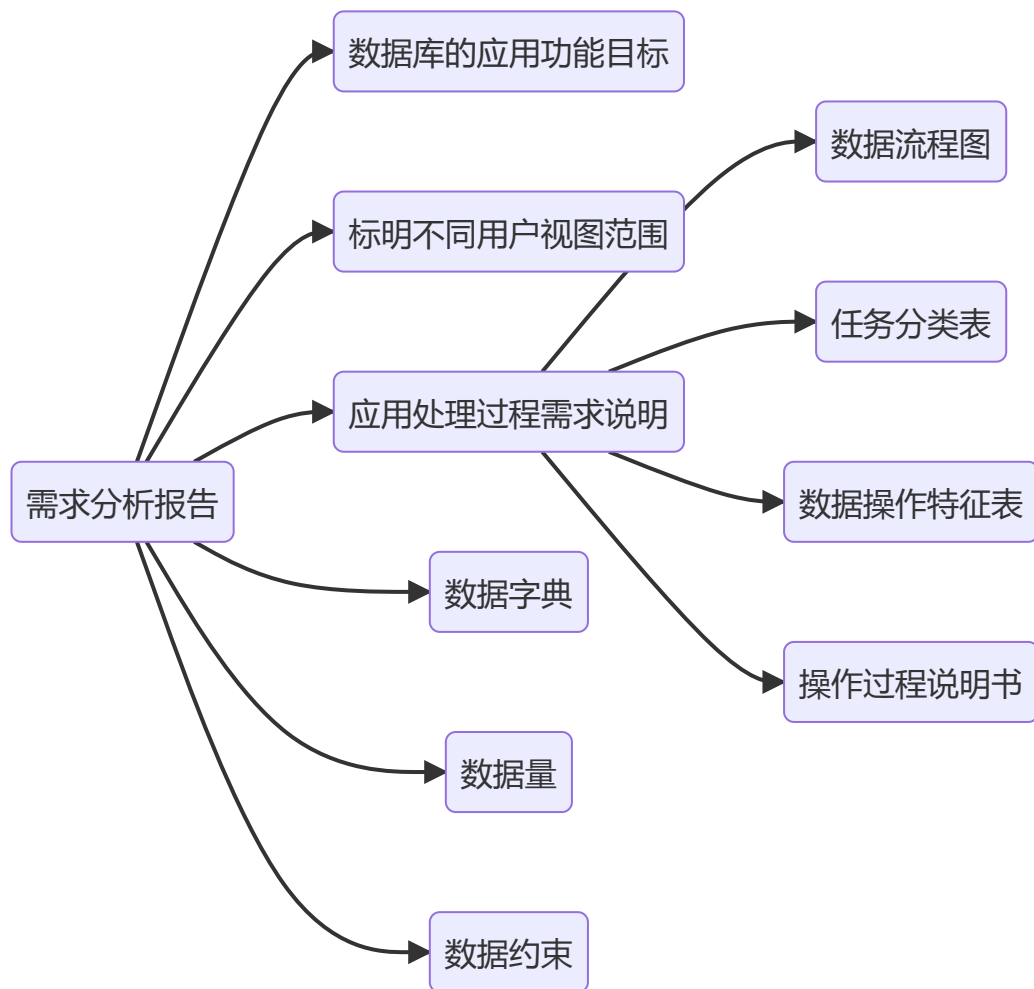 数据库的应用功能目标
数据流程图
标明不同用户视图范围
任务分类表
应用处理过程需求说明
需求分析报告
数据操作特征表
数据字典
操作过程说明书
数据量
数据约束